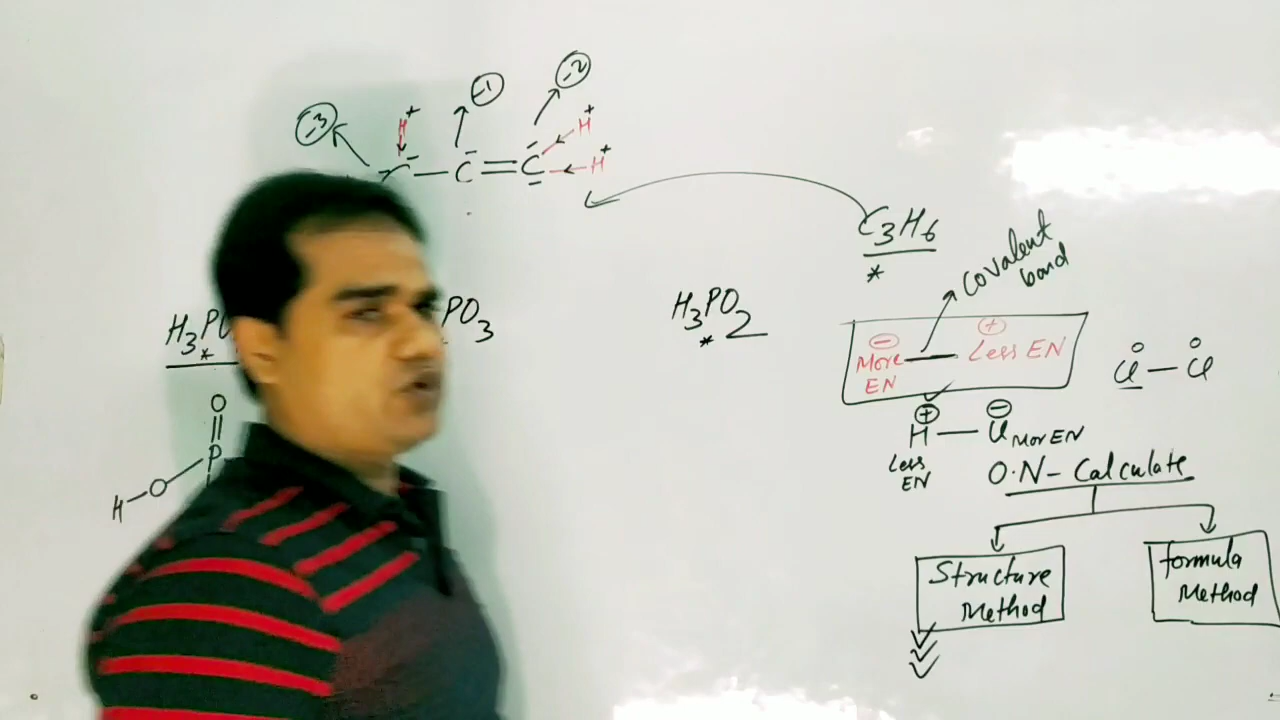 -3
-1
-2
H+
H+
C = C
H+
C3H6
*
covalent
bond
H3P
*
PO3
H3PO2
*
- +
More — Less EN
EN
Cl — Cl
+ -
H — Cl More EN
Less
EN
O
P
H — O
O.N - Calculate
Structure
Method
formula
Method